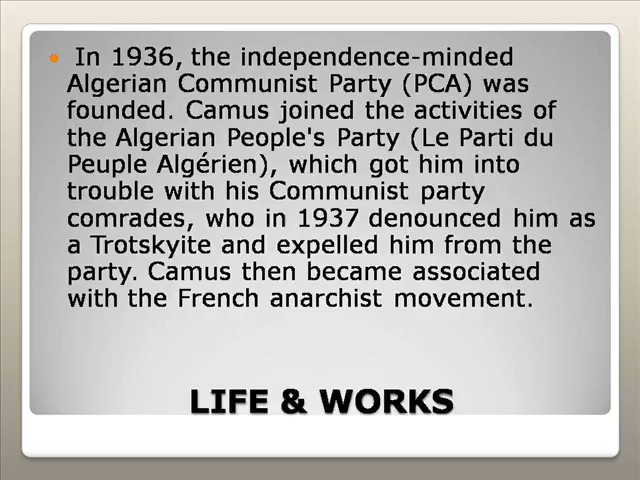 In 1936, the independence-minded
Algerian Communist Party (PCA) was
founded. Camus joined the activities of
the Algerian People's Party (Le Parti du
Peuple Algérien), which got him into
trouble with his Communist party
comrades, who in 1937 denounced him as
a Trotskyite and expelled him from the
party. Camus then became associated
with the French anarchist movement.
LIFE & WORKS